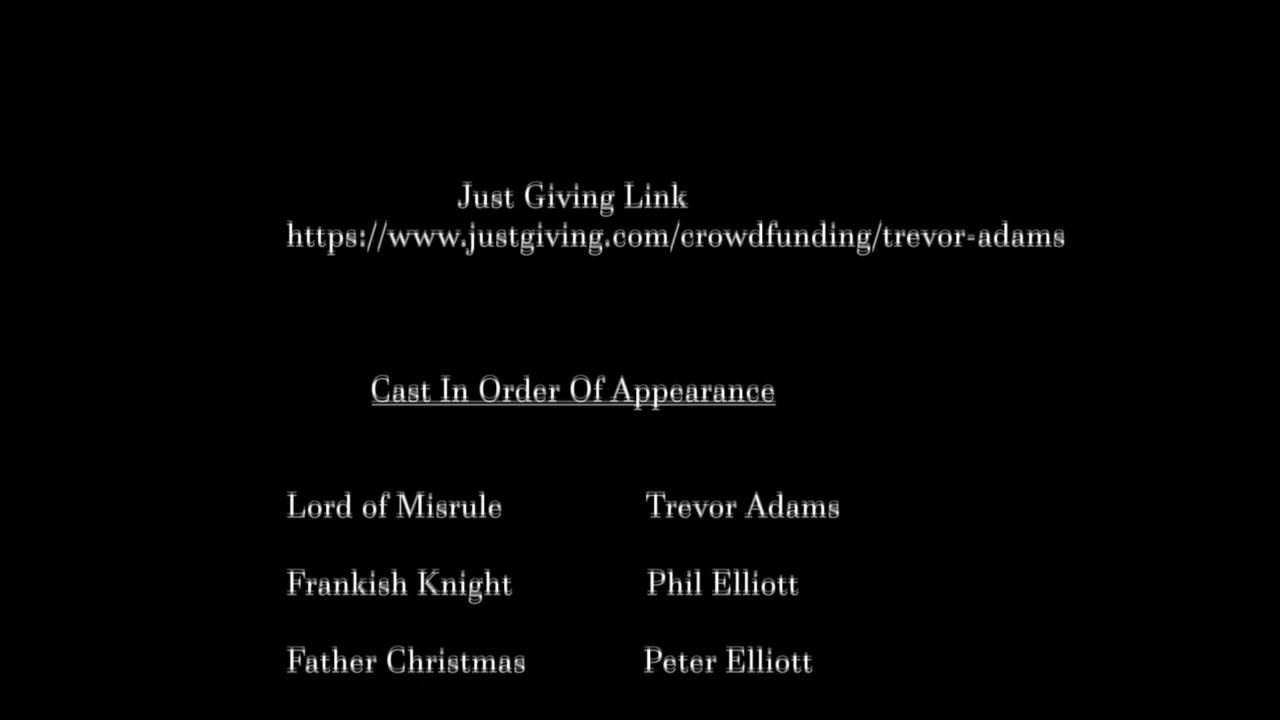 Just Giving Link
https://www.justgiving.com/crowdfunding/trevor-adams
Cast In Order Of Appearance
Lord of Misrule Trevor Adams
Frankish Knight Phil Elliott
Father Christmas Peter Elliott